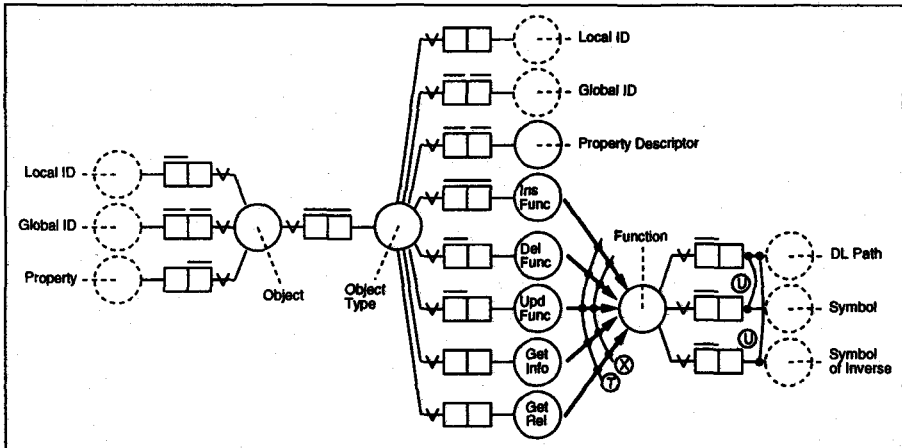 Local ID
Global ID
Property Descriptor
Local ID
Ins
Func
Function
Global ID
Del
Func
DL Path
U
Property
Object
Object
Type
Upd
Func
Symbol
U
Get
Info
X
T
Symbol
of Inverse
Get
Rel